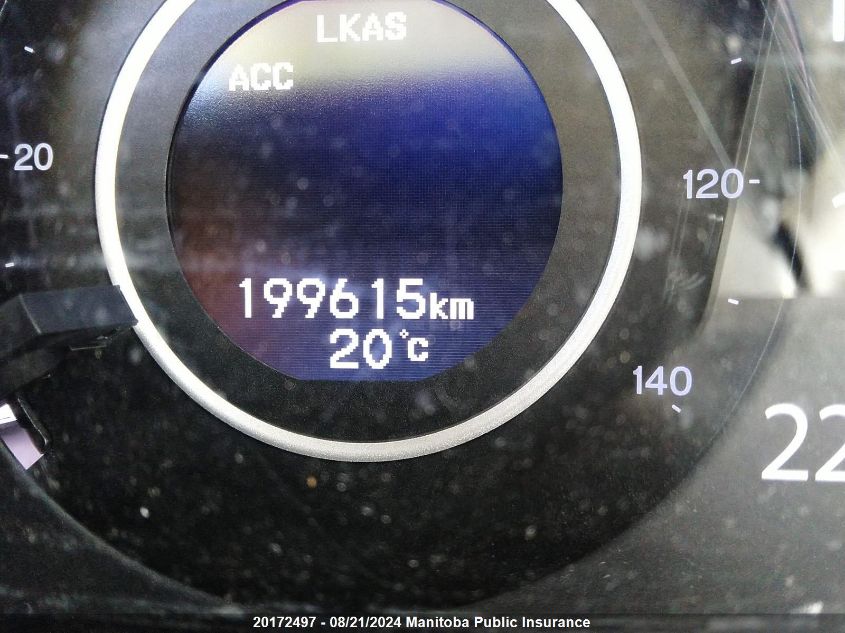 LKAS
ACC
20
120
199615km
20°C
140
22
20172497 - 08/21/2024 Manitoba Public Insurance